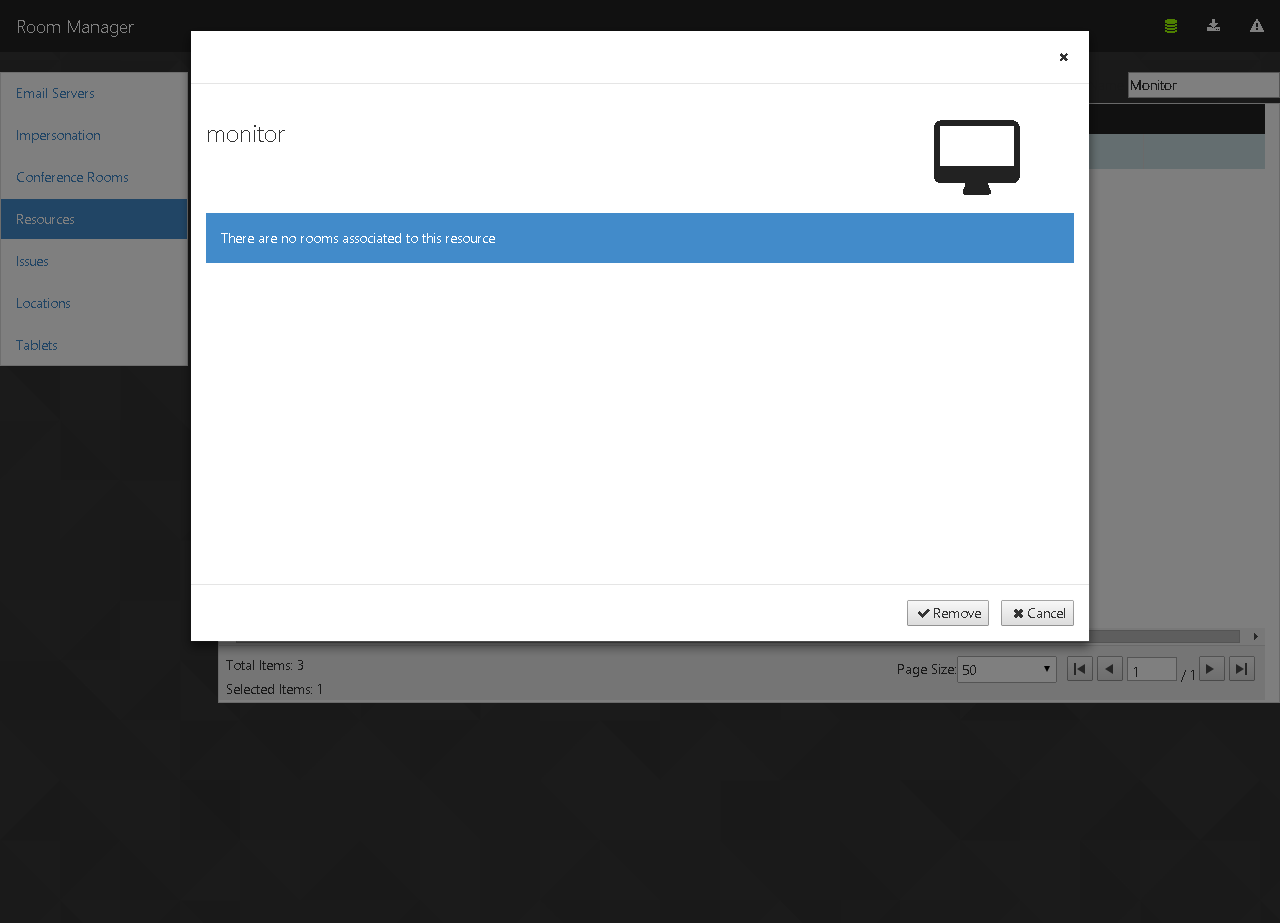 Room Manager
Monitor
Email Servers
Impersonation
Conference Rooms
Resources
Issues
Locations
Tablets
monitor
There are no rooms associated to this resource
Remove
Cancel
Total Items: 3
Selected Items: 1
Page Size: 50
1 / 1